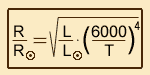 R/R☉ = √(L/L☉ · (6000/T)⁴)